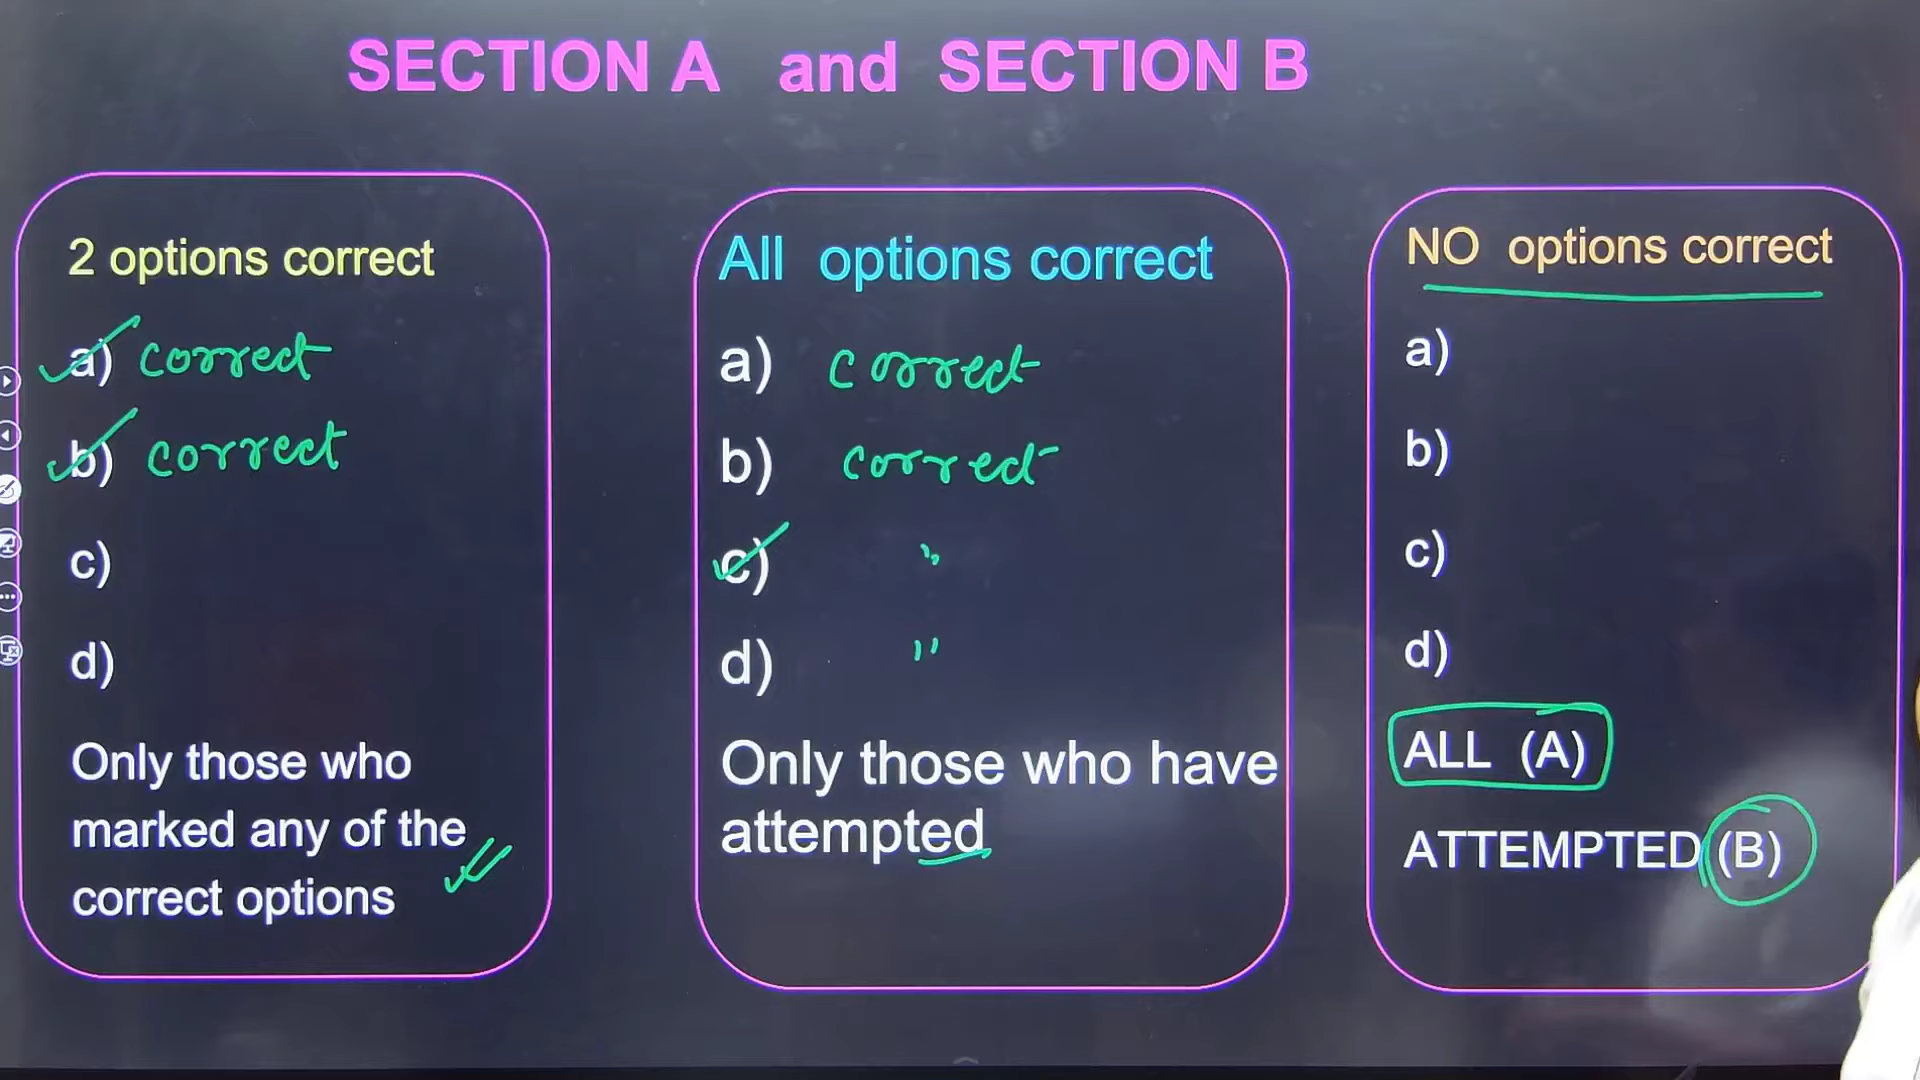 SECTION A and SECTION B
2 options correct
a) correct
b) correct
c)
d)
Only those who
marked any of the
correct options
All options correct
a) correct
b) correct
c) "
d) "
Only those who have
attempted
NO options correct
a)
b)
c)
d)
ALL (A)
ATTEMPTED (B)